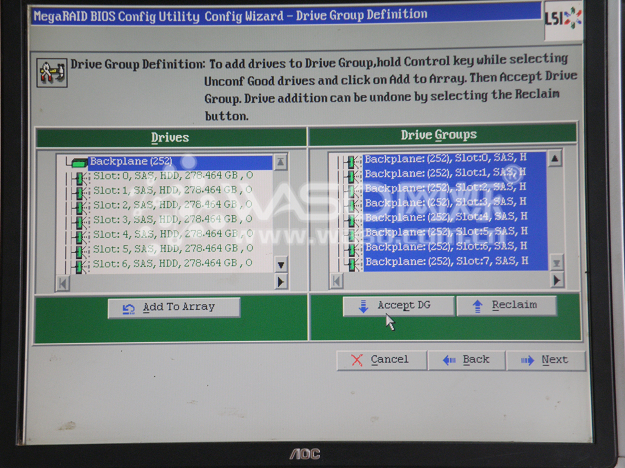 MegaRAID BIOS Config Utility Config Wizard - Drive Group Definition
LSI
Drive Group Definition: To add drives to Drive Group,hold Control key while selecting
Unconf Good drives and click on Add to Array. Then Accept Drive
Group. Drive addition can be undone by selecting the Reclaim
button.
Drives
Backplane (252)
Slot: 0, SAS, HDD, 278.464 GB, O
Slot: 1, SAS, HDD, 278.464 GB, O
Slot: 2, SAS, HDD, 278.464 GB, O
Slot: 3, SAS, HDD, 278.464 GB, O
Slot: 4, SAS, HDD, 278.464 GB, O
Slot: 5, SAS, HDD, 278.464 GB, O
Slot: 6, SAS, HDD, 278.464 GB, O
Add To Array
Drive Groups
Backplane: (252), Slot:0, SAS, H
Backplane: (252), Slot:1, SAS, H
Backplane: (252), Slot:2, SAS, H
Backplane: (252), Slot:3, SAS, H
Backplane: (252), Slot:4, SAS, H
Backplane: (252), Slot:5, SAS, H
Backplane: (252), Slot:6, SAS, H
Backplane: (252), Slot:7, SAS, H
Accept DG
Reclaim
Cancel
Back
Next
AOC